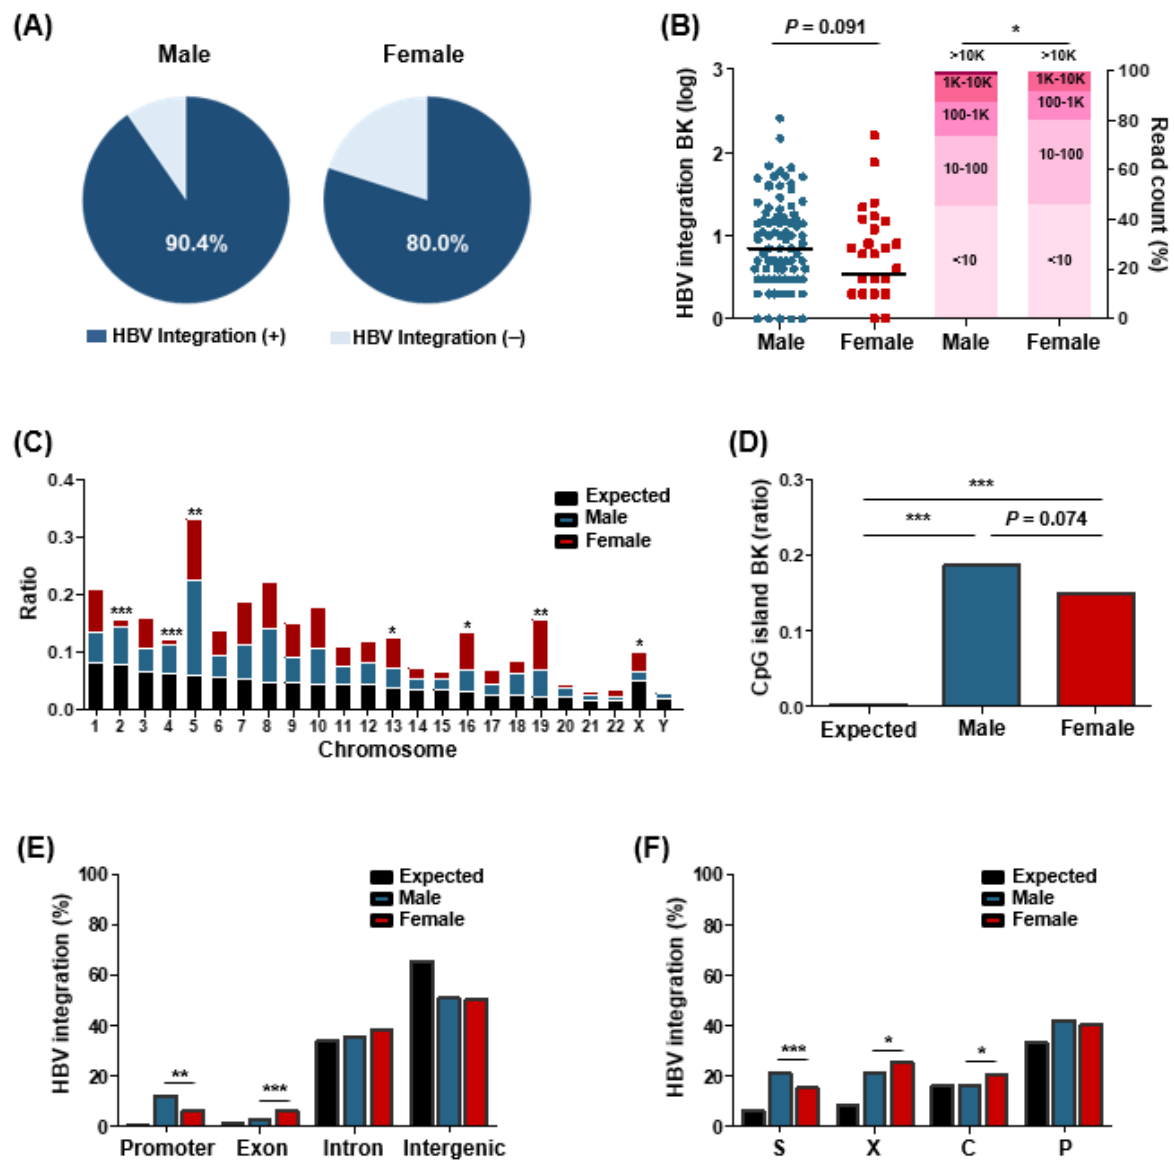 (A)
Male
Female
90.4%
80.0%
HBV Integration (+)
HBV Integration (–)
(B)
P = 0.091
*
>10K
>10K
HBV integration BK (log)
3
2
1
0
Male
Female
1K-10K
100-1K
10-100
<10
1K-10K
100-1K
10-100
<10
Male
Female
100
80
60
40
20
0
Read count (%)
(C)
Ratio
0.4
0.3
0.2
0.1
0.0
Expected
Male
Female
***
***
**
*
*
**
*
1 2 3 4 5 6 7 8 9 10 11 12 13 14 15 16 17 18 19 20 21 22 X Y
Chromosome
(D)
CpG island BK (ratio)
0.3
0.2
0.1
0.0
***
***
P = 0.074
Expected
Male
Female
(E)
HBV integration (%)
100
80
60
40
20
0
Expected
Male
Female
**
***
Promoter
Exon
Intron
Intergenic
(F)
HBV integration (%)
100
80
60
40
20
0
Expected
Male
Female
***
*
*
S
X
C
P